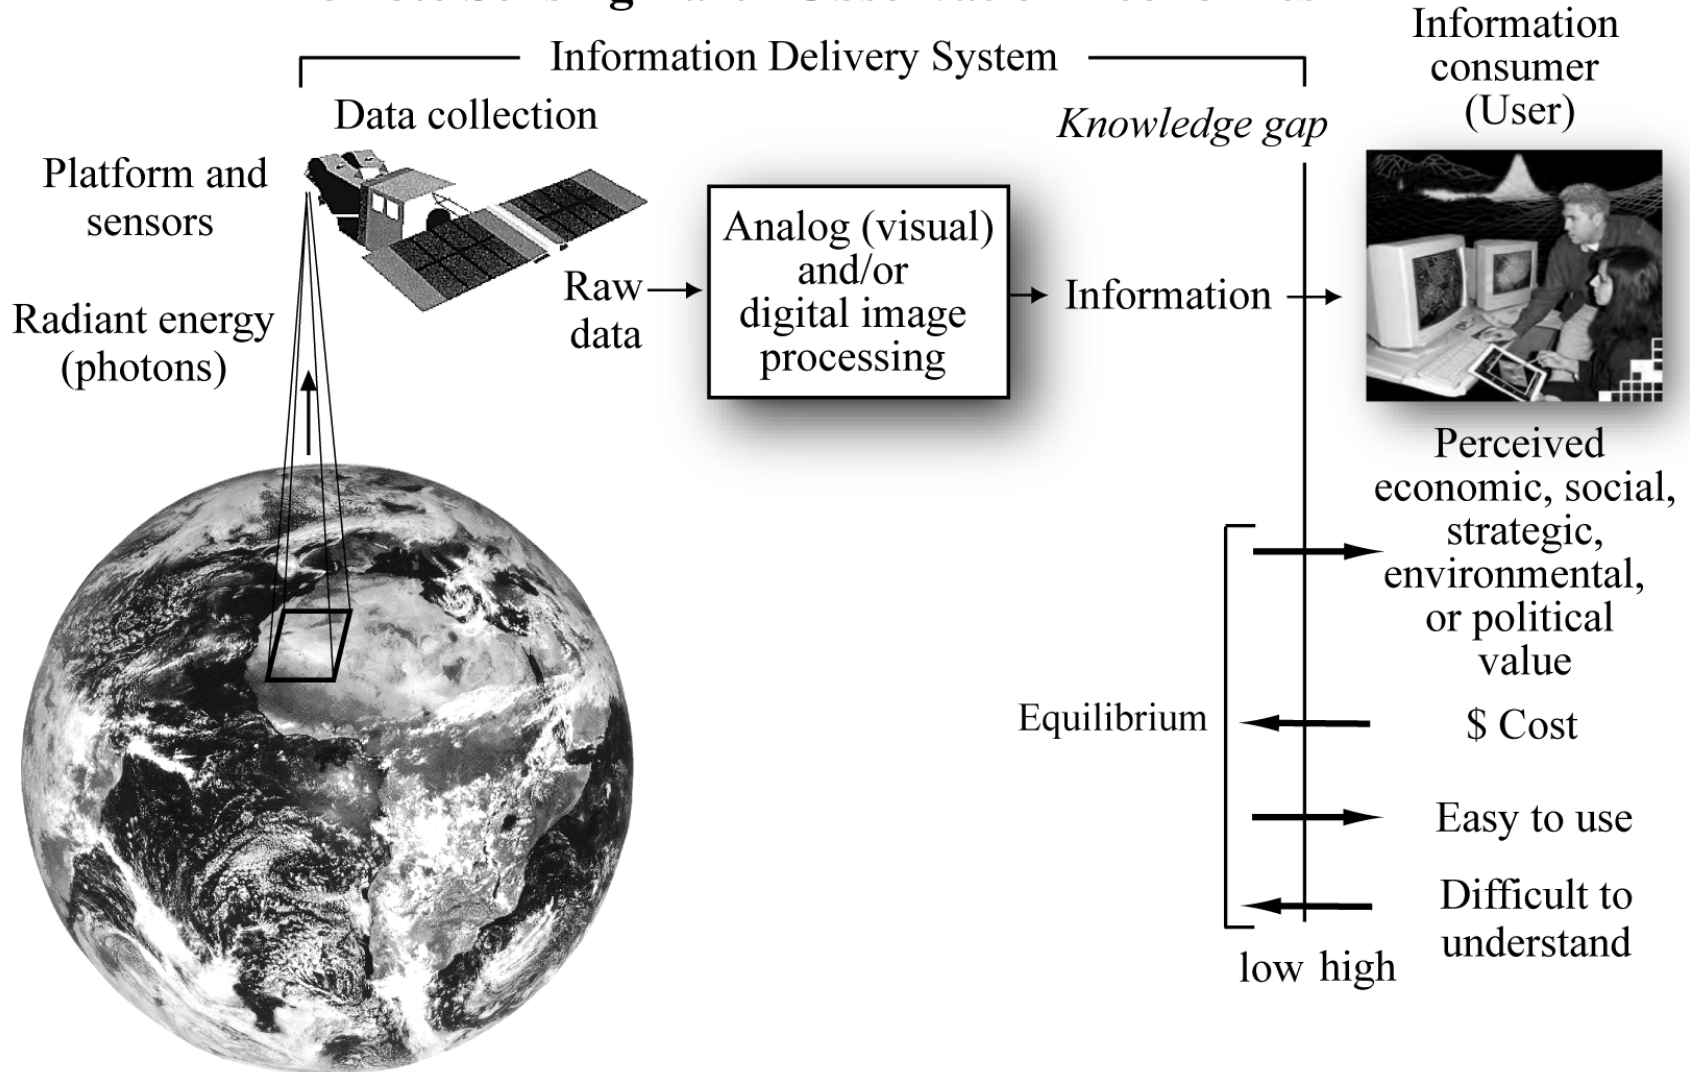 Information Delivery System
Information
consumer
(User)
Data collection
Knowledge gap
Platform and
sensors
Radiant energy
(photons)
Raw
data
Analog (visual)
and/or
digital image
processing
Information
Perceived
economic, social,
strategic,
environmental,
or political
value
Equilibrium
$ Cost
Easy to use
Difficult to
understand
low high